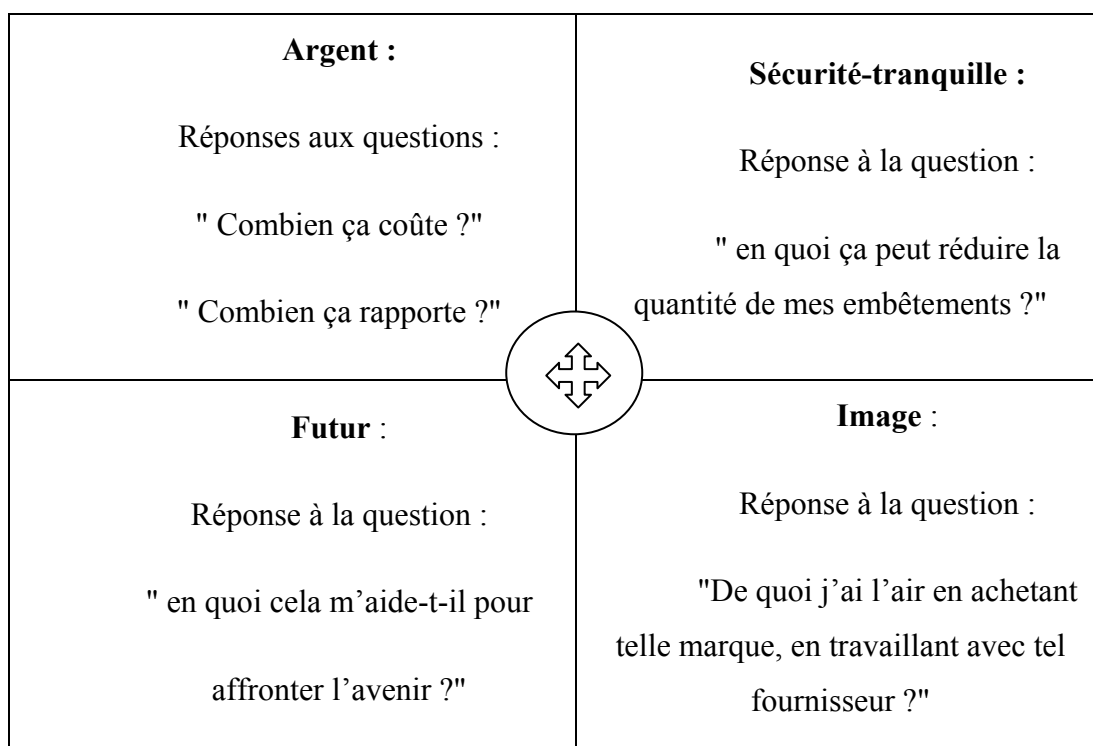 Argent :
Réponses aux questions :
" Combien ça coûte ?"
" Combien ça rapporte ?"
Sécurité-tranquille :
Réponse à la question :
" en quoi ça peut réduire la
quantité de mes embêtements ?"
Futur :
Réponse à la question :
" en quoi cela m’aide-t-il pour
affronter l’avenir ?"
Image :
Réponse à la question :
"De quoi j’ai l’air en achetant
telle marque, en travaillant avec tel
fournisseur ?"